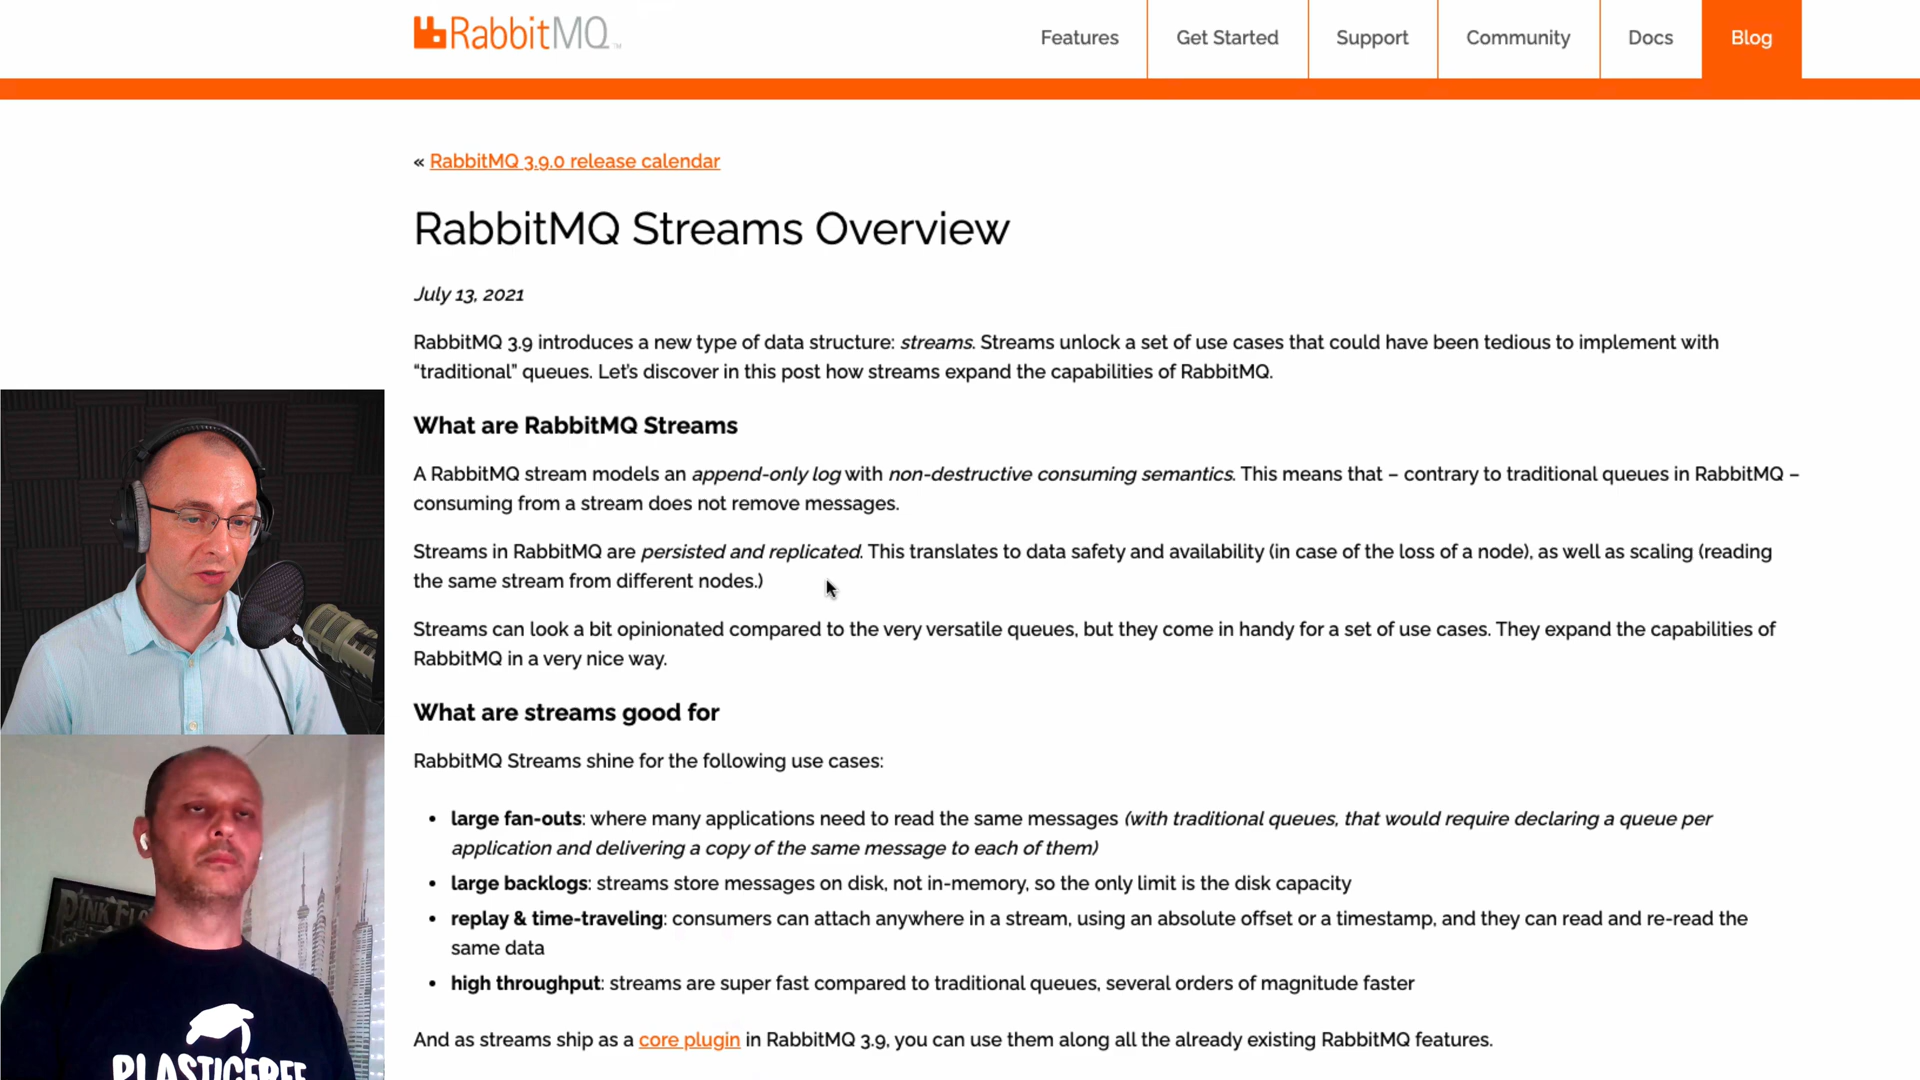 RabbitMQ™
Features
Get Started
Support
Community
Docs
Blog
« RabbitMQ 3.9.0 release calendar
RabbitMQ Streams Overview
July 13, 2021
RabbitMQ 3.9 introduces a new type of data structure: streams. Streams unlock a set of use cases that could have been tedious to implement with
“traditional” queues. Let’s discover in this post how streams expand the capabilities of RabbitMQ.
What are RabbitMQ Streams
A RabbitMQ stream models an append-only log with non-destructive consuming semantics. This means that – contrary to traditional queues in RabbitMQ –
consuming from a stream does not remove messages.
Streams in RabbitMQ are persisted and replicated. This translates to data safety and availability (in case of the loss of a node), as well as scaling (reading
the same stream from different nodes.)
Streams can look a bit opinionated compared to the very versatile queues, but they come in handy for a set of use cases. They expand the capabilities of
RabbitMQ in a very nice way.
What are streams good for
RabbitMQ Streams shine for the following use cases:
• large fan-outs: where many applications need to read the same messages (with traditional queues, that would require declaring a queue per
application and delivering a copy of the same message to each of them)
• large backlogs: streams store messages on disk, not in-memory, so the only limit is the disk capacity
• replay & time-traveling: consumers can attach anywhere in a stream, using an absolute offset or a timestamp, and they can read and re-read the
same data
• high throughput: streams are super fast compared to traditional queues, several orders of magnitude faster
And as streams ship as a core plugin in RabbitMQ 3.9, you can use them along all the already existing RabbitMQ features.
PINK FLO
PLASTICFREE